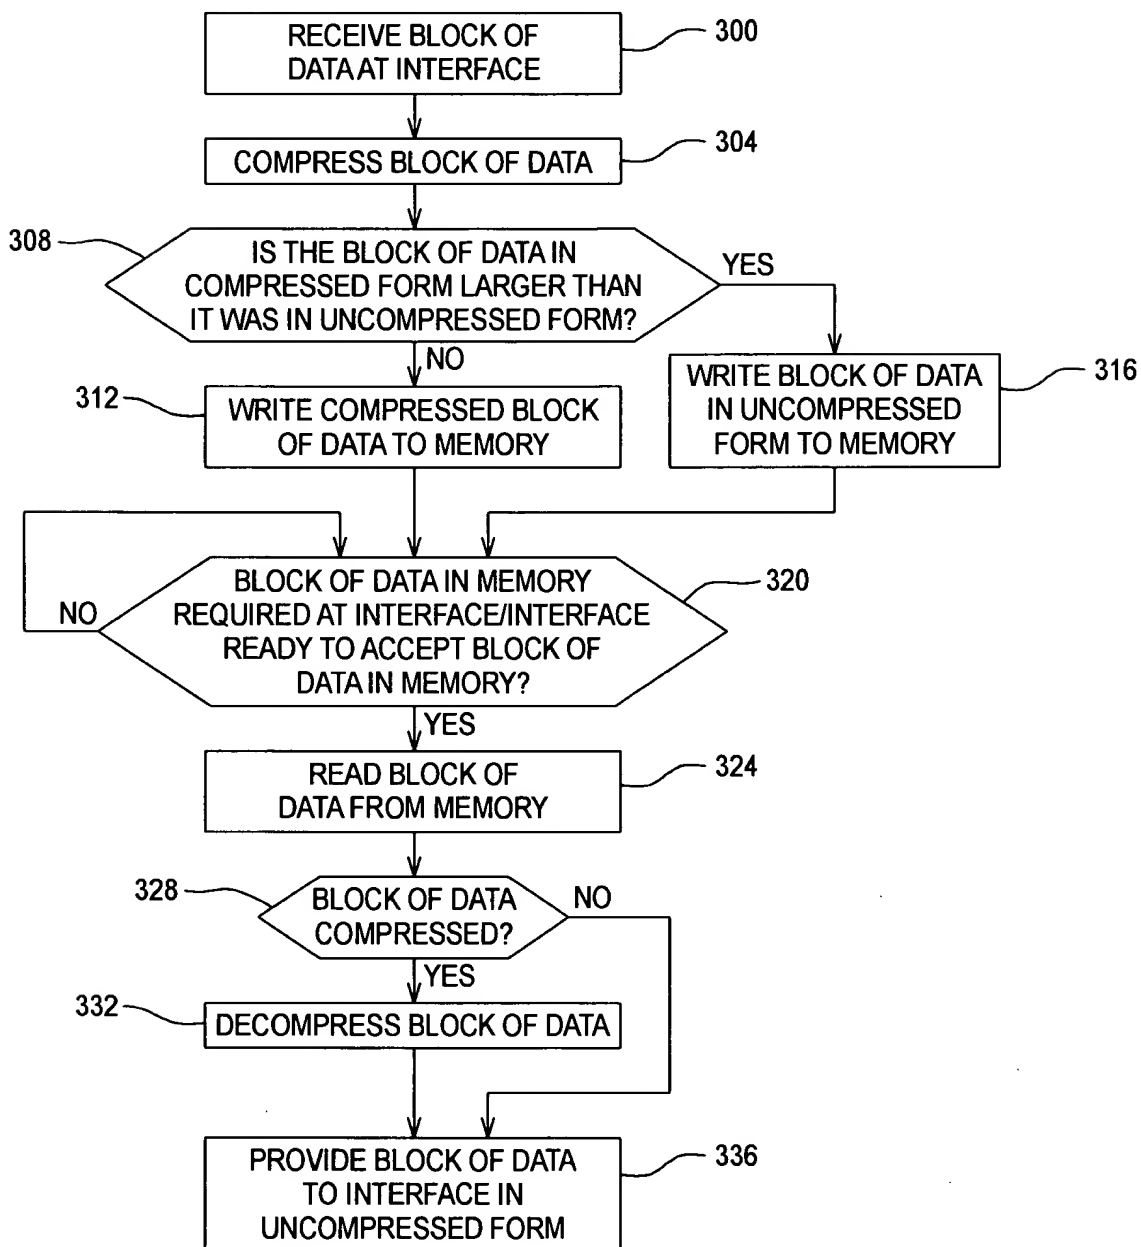 RECEIVE BLOCK OF
DATA AT INTERFACE
300
COMPRESS BLOCK OF DATA
304
308
IS THE BLOCK OF DATA IN
COMPRESSED FORM LARGER THAN
IT WAS IN UNCOMPRESSED FORM?
YES
NO
312
WRITE COMPRESSED BLOCK
OF DATA TO MEMORY
WRITE BLOCK OF DATA
IN UNCOMPRESSED
FORM TO MEMORY
316
BLOCK OF DATA IN MEMORY
REQUIRED AT INTERFACE/INTERFACE
READY TO ACCEPT BLOCK OF
DATA IN MEMORY?
320
NO
YES
READ BLOCK OF
DATA FROM MEMORY
324
328
BLOCK OF DATA
COMPRESSED?
NO
YES
332
DECOMPRESS BLOCK OF DATA
PROVIDE BLOCK OF DATA
TO INTERFACE IN
UNCOMPRESSED FORM
336